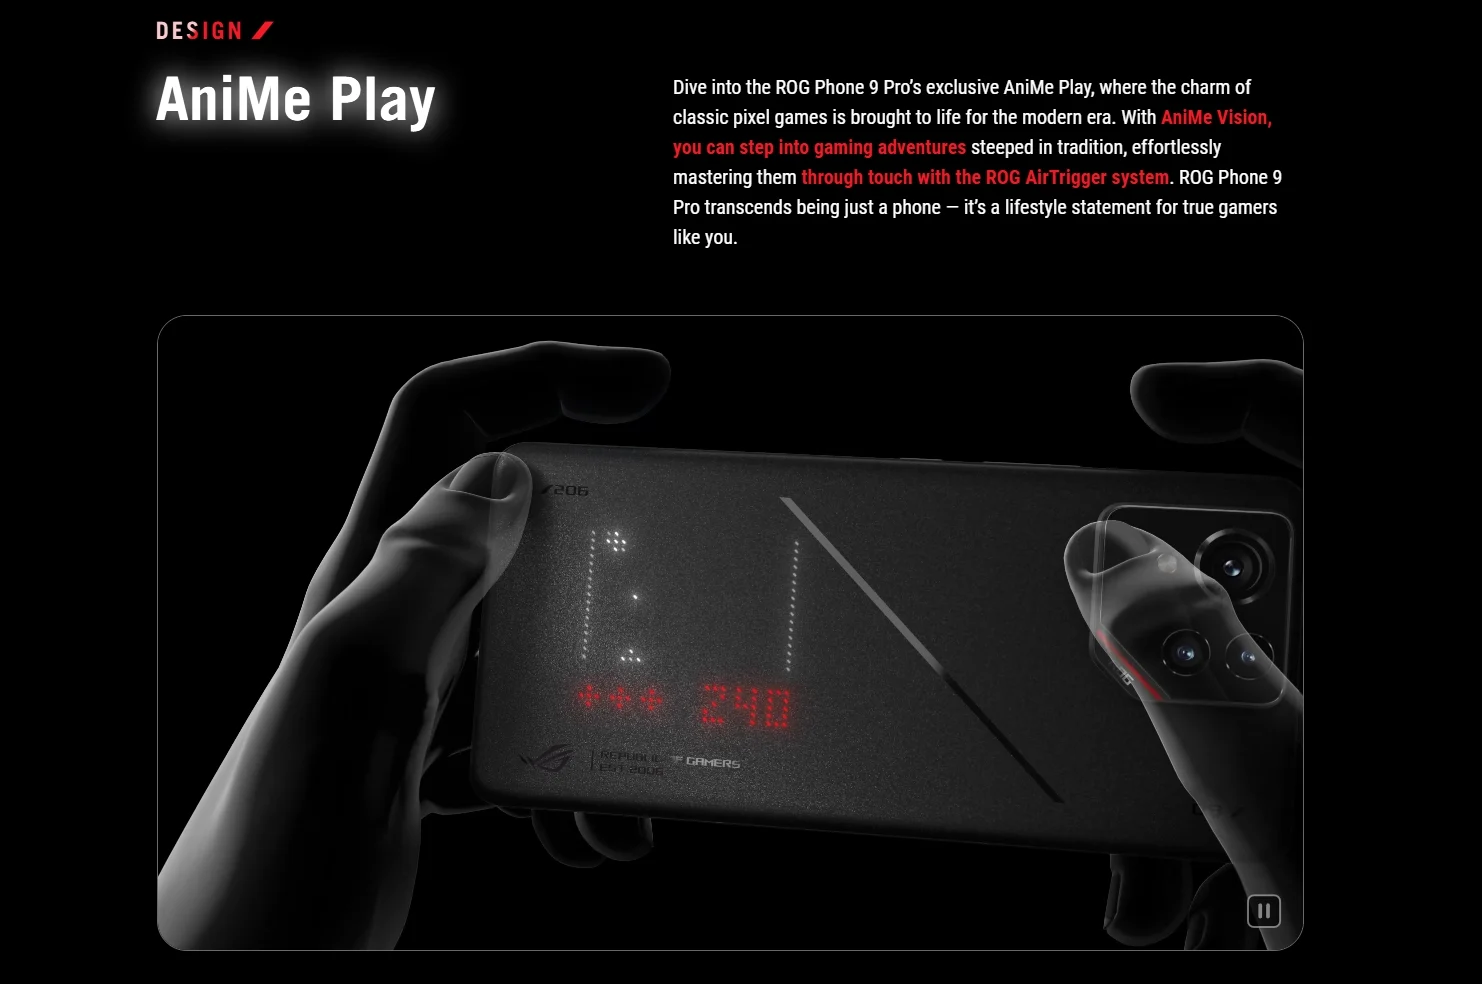 DESIGN
AniMe Play
Dive into the ROG Phone 9 Pro’s exclusive AniMe Play, where the charm of
classic pixel games is brought to life for the modern era. With AniMe Vision,
you can step into gaming adventures steeped in tradition, effortlessly
mastering them through touch with the ROG AirTrigger system. ROG Phone 9
Pro transcends being just a phone — it’s a lifestyle statement for true gamers
like you.
/206
240
REPUBLIC OF GAMERS
EST 2006